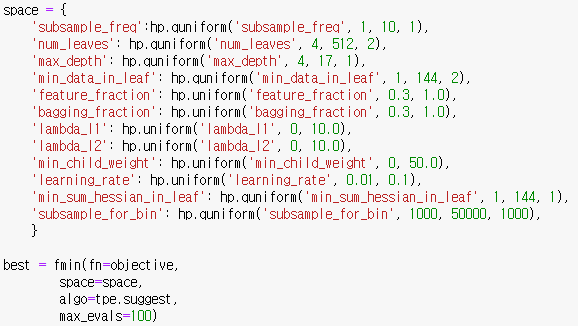 space = {
'subsample_freq':hp.quniform('subsample_freq', 1, 10, 1),
'num_leaves': hp.quniform('num_leaves', 4, 512, 2),
'max_depth': hp.quniform('max_depth', 4, 17, 1),
'min_data_in_leaf': hp.quniform('min_data_in_leaf', 1, 144, 2),
'feature_fraction': hp.uniform('feature_fraction', 0.3, 1.0),
'bagging_fraction': hp.uniform('bagging_fraction', 0.3, 1.0),
'lambda_l1': hp.uniform('lambda_l1', 0, 10.0),
'lambda_l2': hp.uniform('lambda_l2', 0, 10.0),
'min_child_weight': hp.uniform('min_child_weight', 0, 50.0),
'learning_rate': hp.uniform('learning_rate', 0.01, 0.1),
'min_sum_hessian_in_leaf': hp.quniform('min_sum_hessian_in_leaf', 1, 144, 1),
'subsample_for_bin': hp.quniform('subsample_for_bin', 1000, 50000, 1000),
}
best = fmin(fn=objective,
space=space,
algo=tpe.suggest,
max_evals=100)